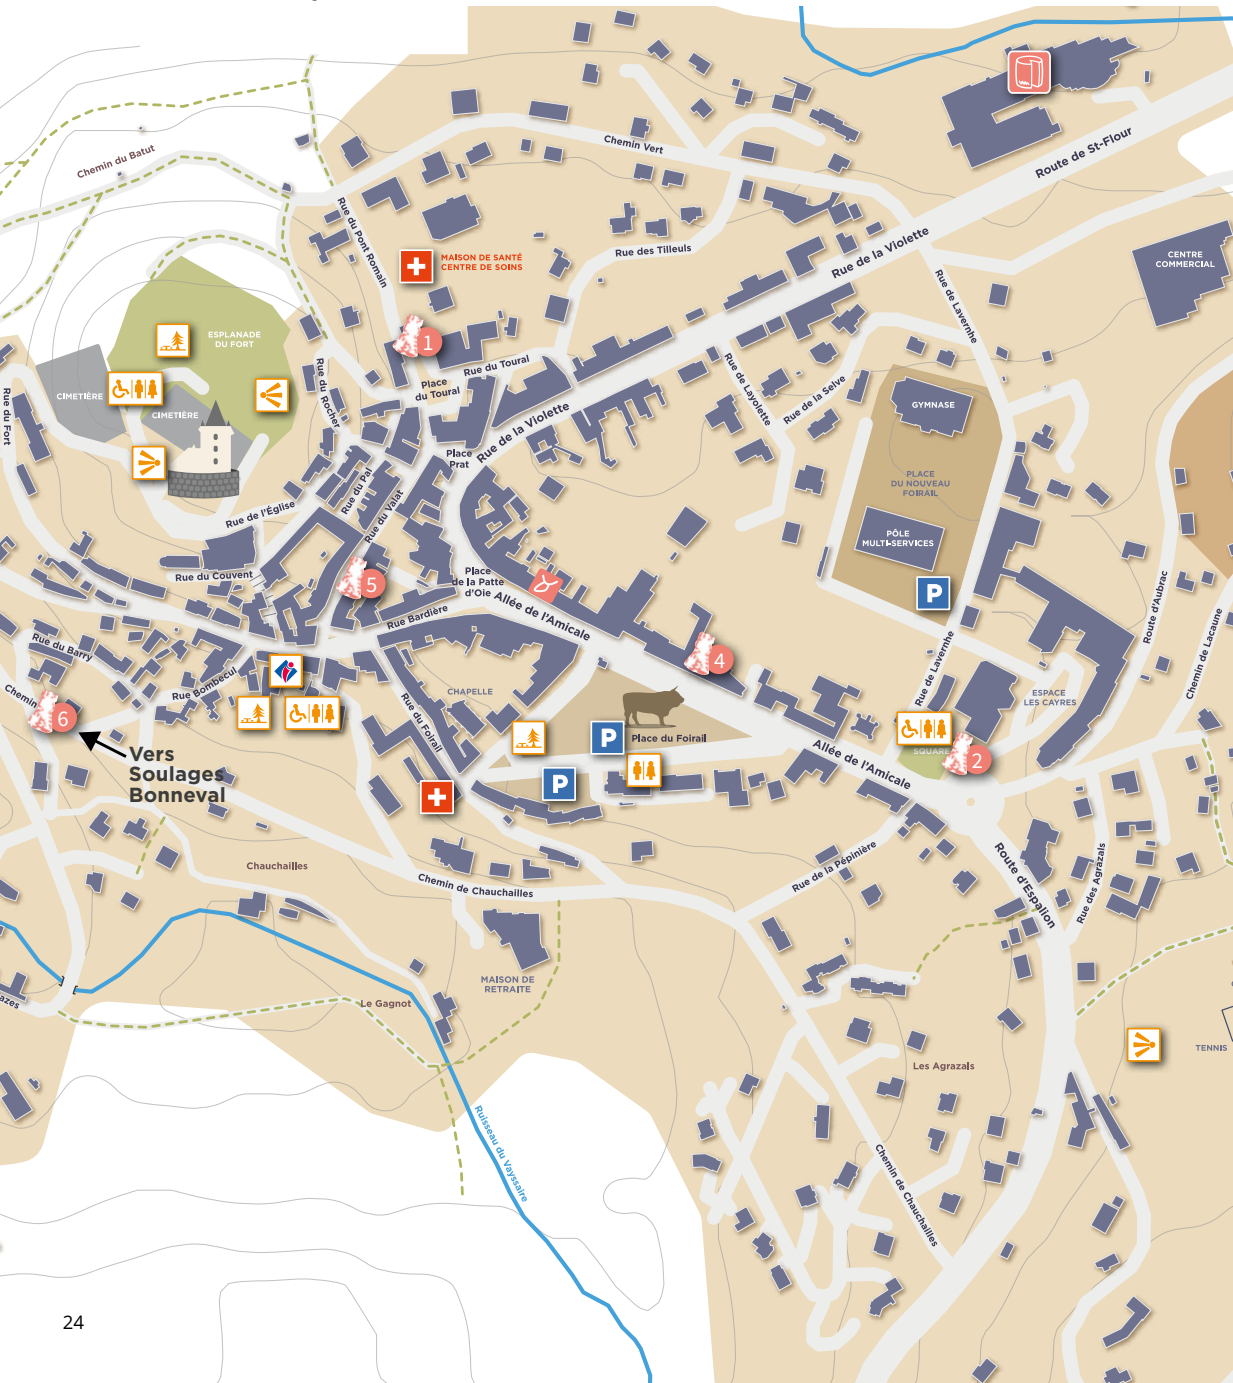 Chemin du Batut
Chemin Vert
Route de St-Flour
Rue du Pont Romain
MAISON DE SANTÉ
CENTRE DE SOINS
Rue des Tilleuls
Rue de la Violette
CENTRE
COMMERCIAL
Rue de Lavernhe
ESPLANADE
DU FORT
1
Rue du Toural
Place
du Toural
Rue du Rocher
CIMETIÈRE
CIMETIÈRE
Rue du Fort
Rue de Layolette
Rue de la Selve
GYMNASE
Rue de la Violette
Place
Prat
PLACE
DU NOUVEAU
FOIRAIL
Rue du Pal
Rue du Valat
Rue de l'Église
PÔLE
MULTI-SERVICES
P
Rue du Couvent
5
Place
de la Patte
d'Oie
Allée de l'Amicale
Rue Bardière
Route d'Aubrac
Chemin de Lacaune
Rue du Barry
Rue Bombecul
4
Rue de Lavernhe
ESPACE
LES CAYRES
Chemin
6
CHAPELLE
Rue du Foirail
P
Place du Foirail
P
Allée de l'Amicale
SQUARE
2
Vers
Soulages
Bonneval
Chauchailles
Chemin de Chauchailles
Rue de la Pépinière
Route d'Espalion
Rue des Agrazals
MAISON DE
RETRAITE
Le Gagnot
azes
TENNIS
Les Agrazals
Ruisseau du Vayssaire
Chemin de Chauchailles
24